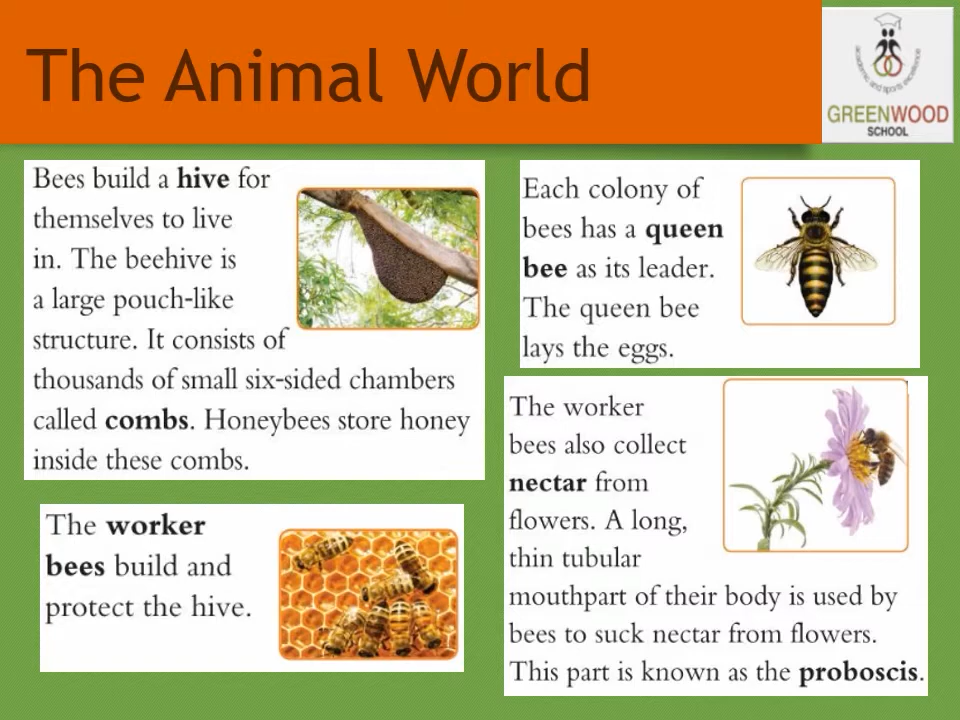 The Animal World
academic and sports excellence
GREENWOOD
SCHOOL
Bees build a hive for
themselves to live
in. The beehive is
a large pouch-like
structure. It consists of
thousands of small six-sided chambers
called combs. Honeybees store honey
inside these combs.
The worker
bees build and
protect the hive.
Each colony of
bees has a queen
bee as its leader.
The queen bee
lays the eggs.
The worker
bees also collect
nectar from
flowers. A long,
thin tubular
mouthpart of their body is used by
bees to suck nectar from flowers.
This part is known as the proboscis.